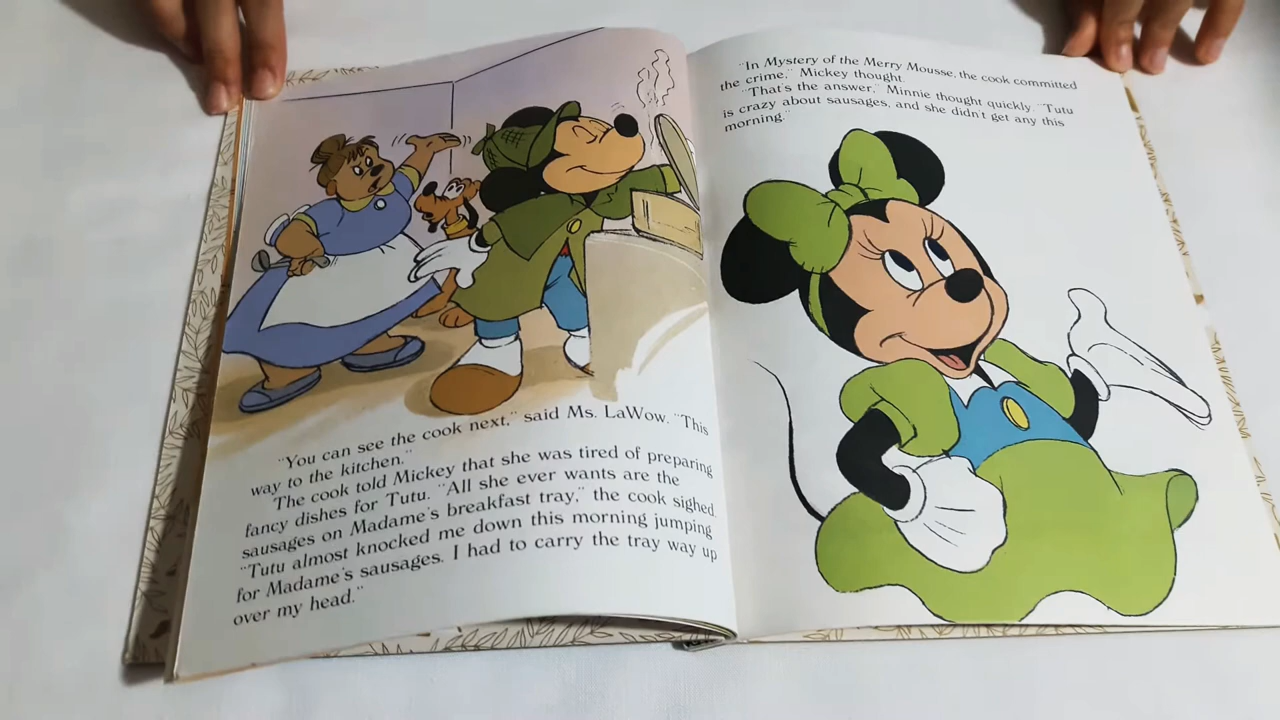 "You can see the cook next," said Ms. LaWow. "This
way to the kitchen."
The cook told Mickey that she was tired of preparing
fancy dishes for Tutu. "All she ever wants are the
sausages on Madame's breakfast tray," the cook sighed.
"Tutu almost knocked me down this morning jumping
for Madame's sausages. I had to carry the tray way up
over my head."
"In Mystery of the Merry Mousse, the cook committed
the crime," Mickey thought.
"That's the answer," Minnie thought quickly. "Tutu
is crazy about sausages, and she didn't get any this
morning."